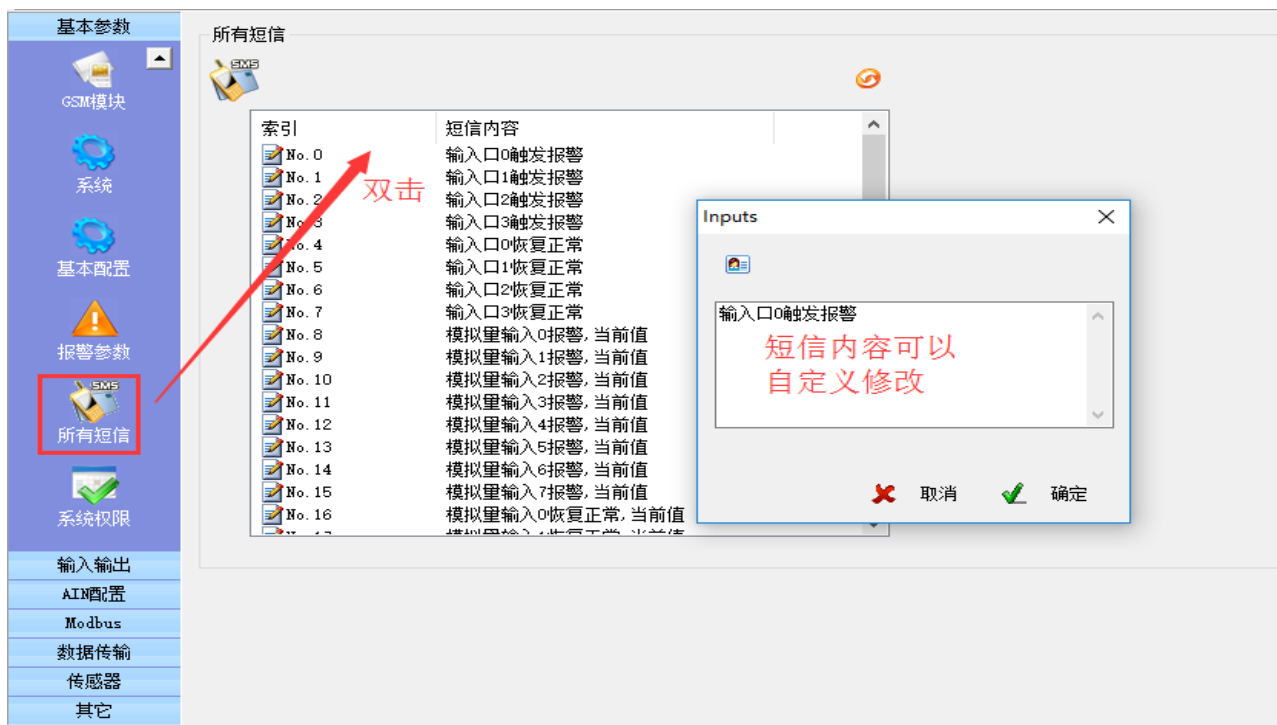 基本参数
GSM模块
系统
基本配置
报警参数
SMS
所有短信
系统权限
输入输出
AIN配置
Modbus
数据传输
传感器
其它
所有短信
SMS
索引 短信内容
No. 0 输入口0触发报警
No. 1 输入口1触发报警
No. 2 输入口2触发报警
No. 3 输入口3触发报警
No. 4 输入口0恢复正常
No. 5 输入口1恢复正常
No. 6 输入口2恢复正常
No. 7 输入口3恢复正常
No. 8 模拟量输入0报警, 当前值
No. 9 模拟量输入1报警, 当前值
No. 10 模拟量输入2报警, 当前值
No. 11 模拟量输入3报警, 当前值
No. 12 模拟量输入4报警, 当前值
No. 13 模拟量输入5报警, 当前值
No. 14 模拟量输入6报警, 当前值
No. 15 模拟量输入7报警, 当前值
No. 16 模拟量输入0恢复正常, 当前值
双击
Inputs
输入口0触发报警
短信内容可以
自定义修改
取消 确定